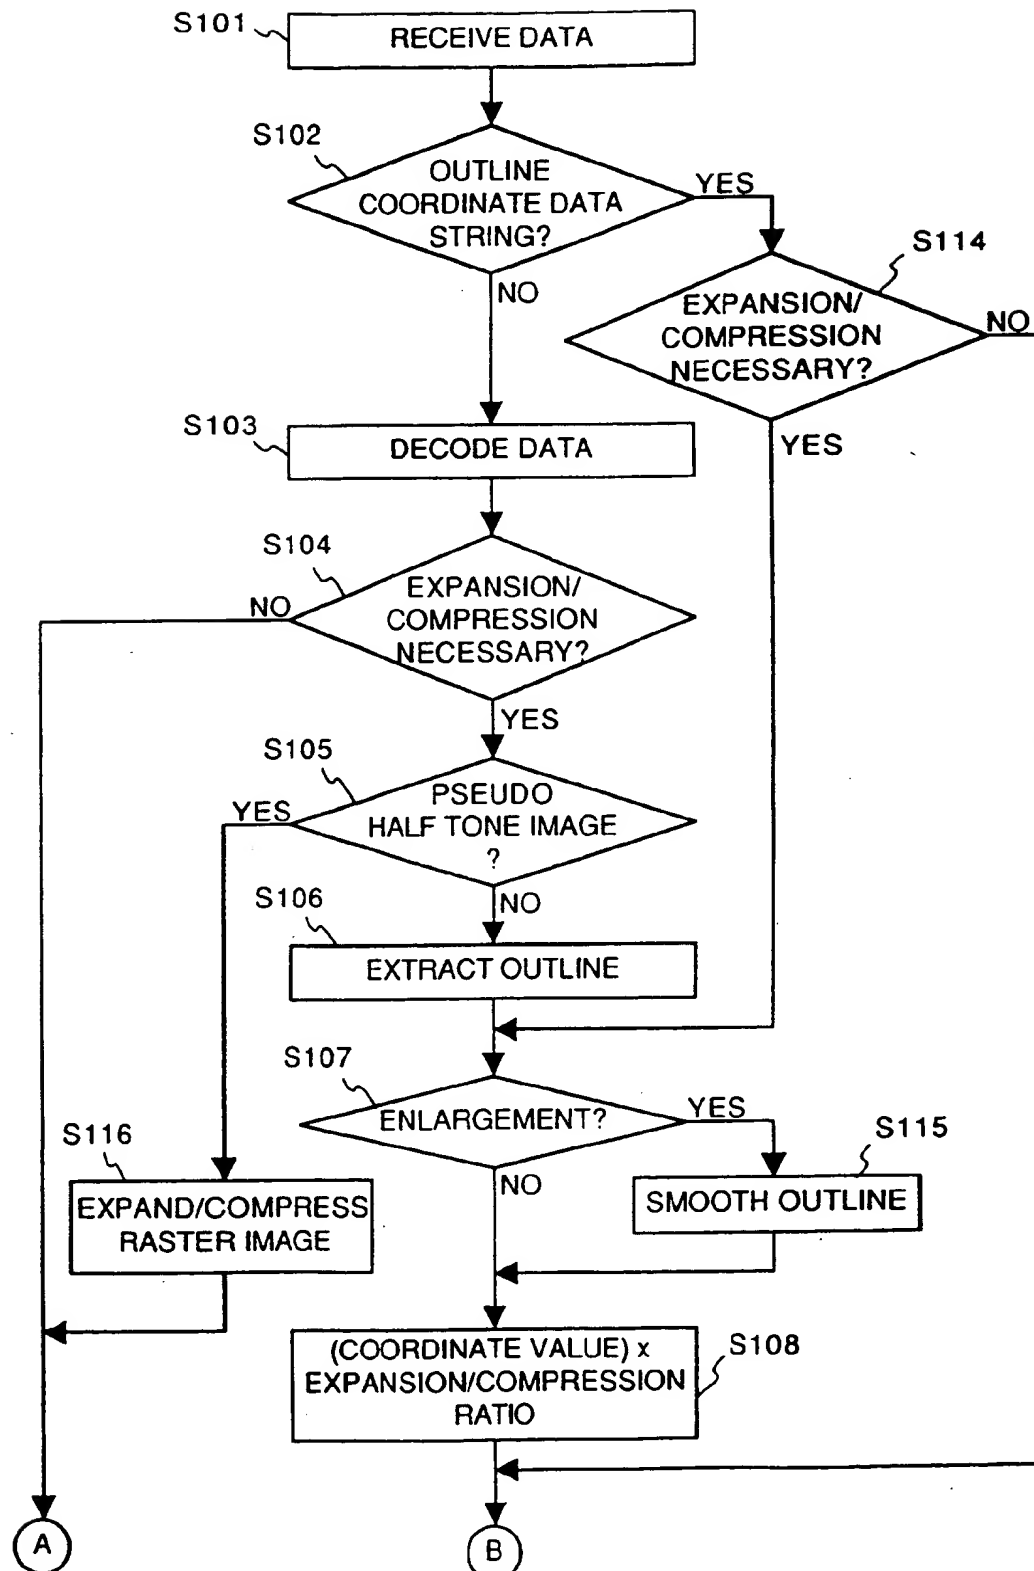 S101
RECEIVE DATA
S102
OUTLINE
COORDINATE DATA
STRING?
YES
NO
S114
EXPANSION/
COMPRESSION
NECESSARY?
NO
YES
S103
DECODE DATA
S104
EXPANSION/
COMPRESSION
NECESSARY?
NO
YES
S105
PSEUDO
HALF TONE IMAGE
?
YES
NO
S106
EXTRACT OUTLINE
S107
ENLARGEMENT?
YES
NO
S115
SMOOTH OUTLINE
S116
EXPAND/COMPRESS
RASTER IMAGE
(COORDINATE VALUE) x
EXPANSION/COMPRESSION
RATIO
S108
A
B